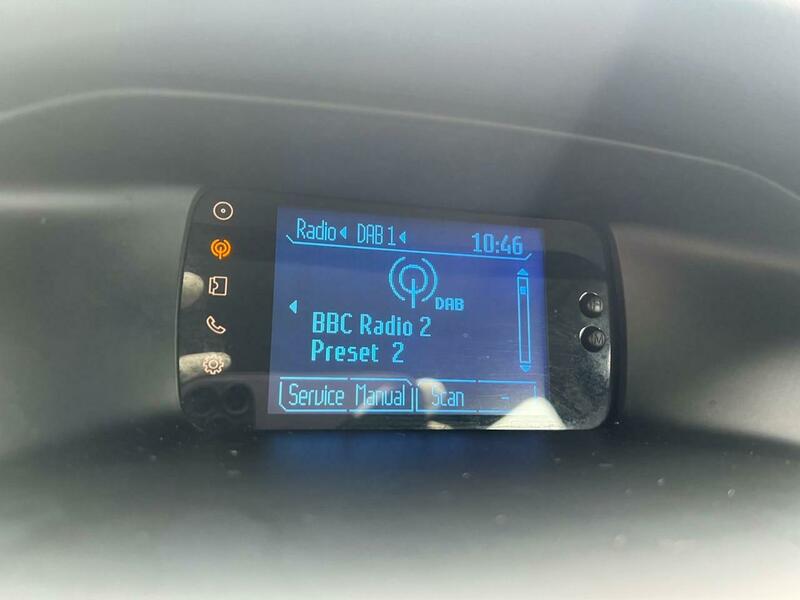 Radio DAB 1 10:46
DAB
BBC Radio 2
Preset 2
Service Manual Scan -
H
M